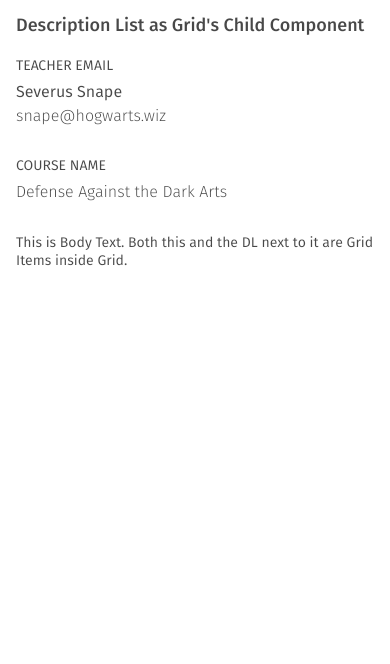 Description List as Grid's Child Component
TEACHER EMAIL
Severus Snape
snape@hogwarts.wiz
COURSE NAME
Defense Against the Dark Arts
This is Body Text. Both this and the DL next to it are Grid
Items inside Grid.